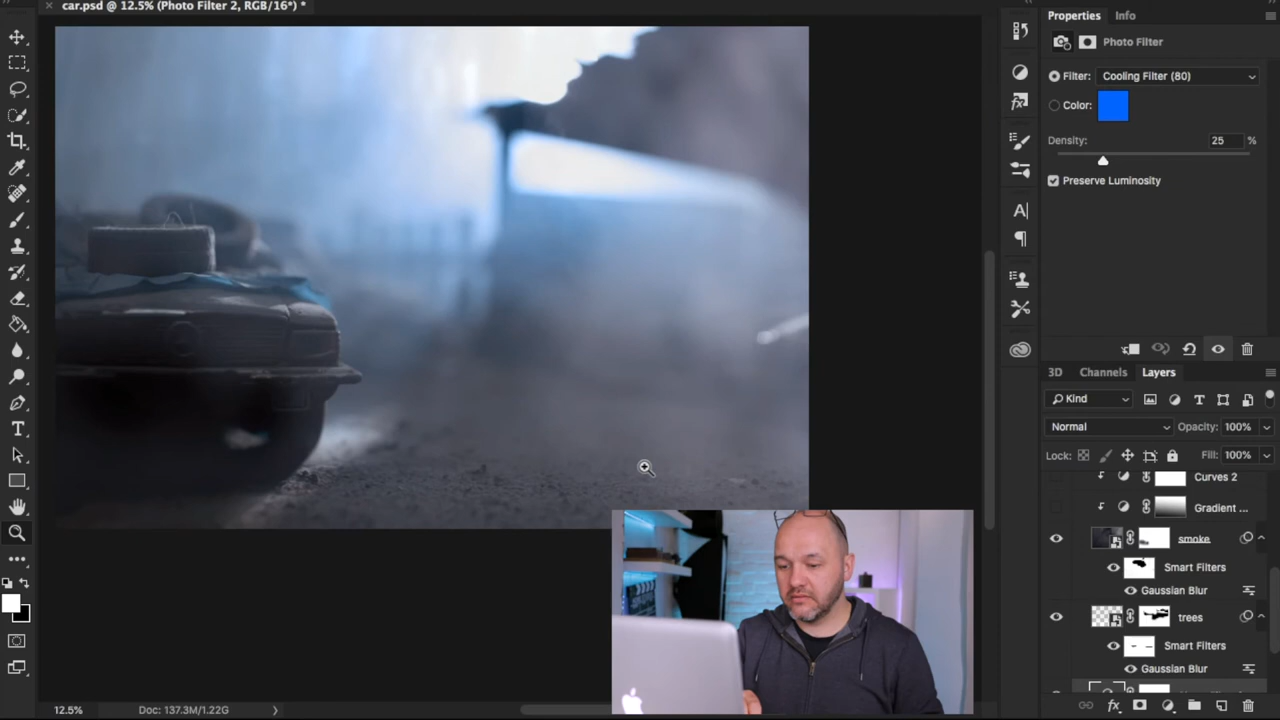 car.psd @ 12.5% (Photo Filter 2, RGB/16*) *
Properties
Info
Photo Filter
Filter:
Cooling Filter (80)
Color:
Density:
25
%
Preserve Luminosity
3D
Channels
Layers
Kind
Normal
Opacity:
100%
Lock:
Fill:
100%
Curves 2
Gradient ...
smoke
Smart Filters
Gaussian Blur
trees
Smart Filters
Gaussian Blur
12.5%
Doc: 137.3M/1.22G